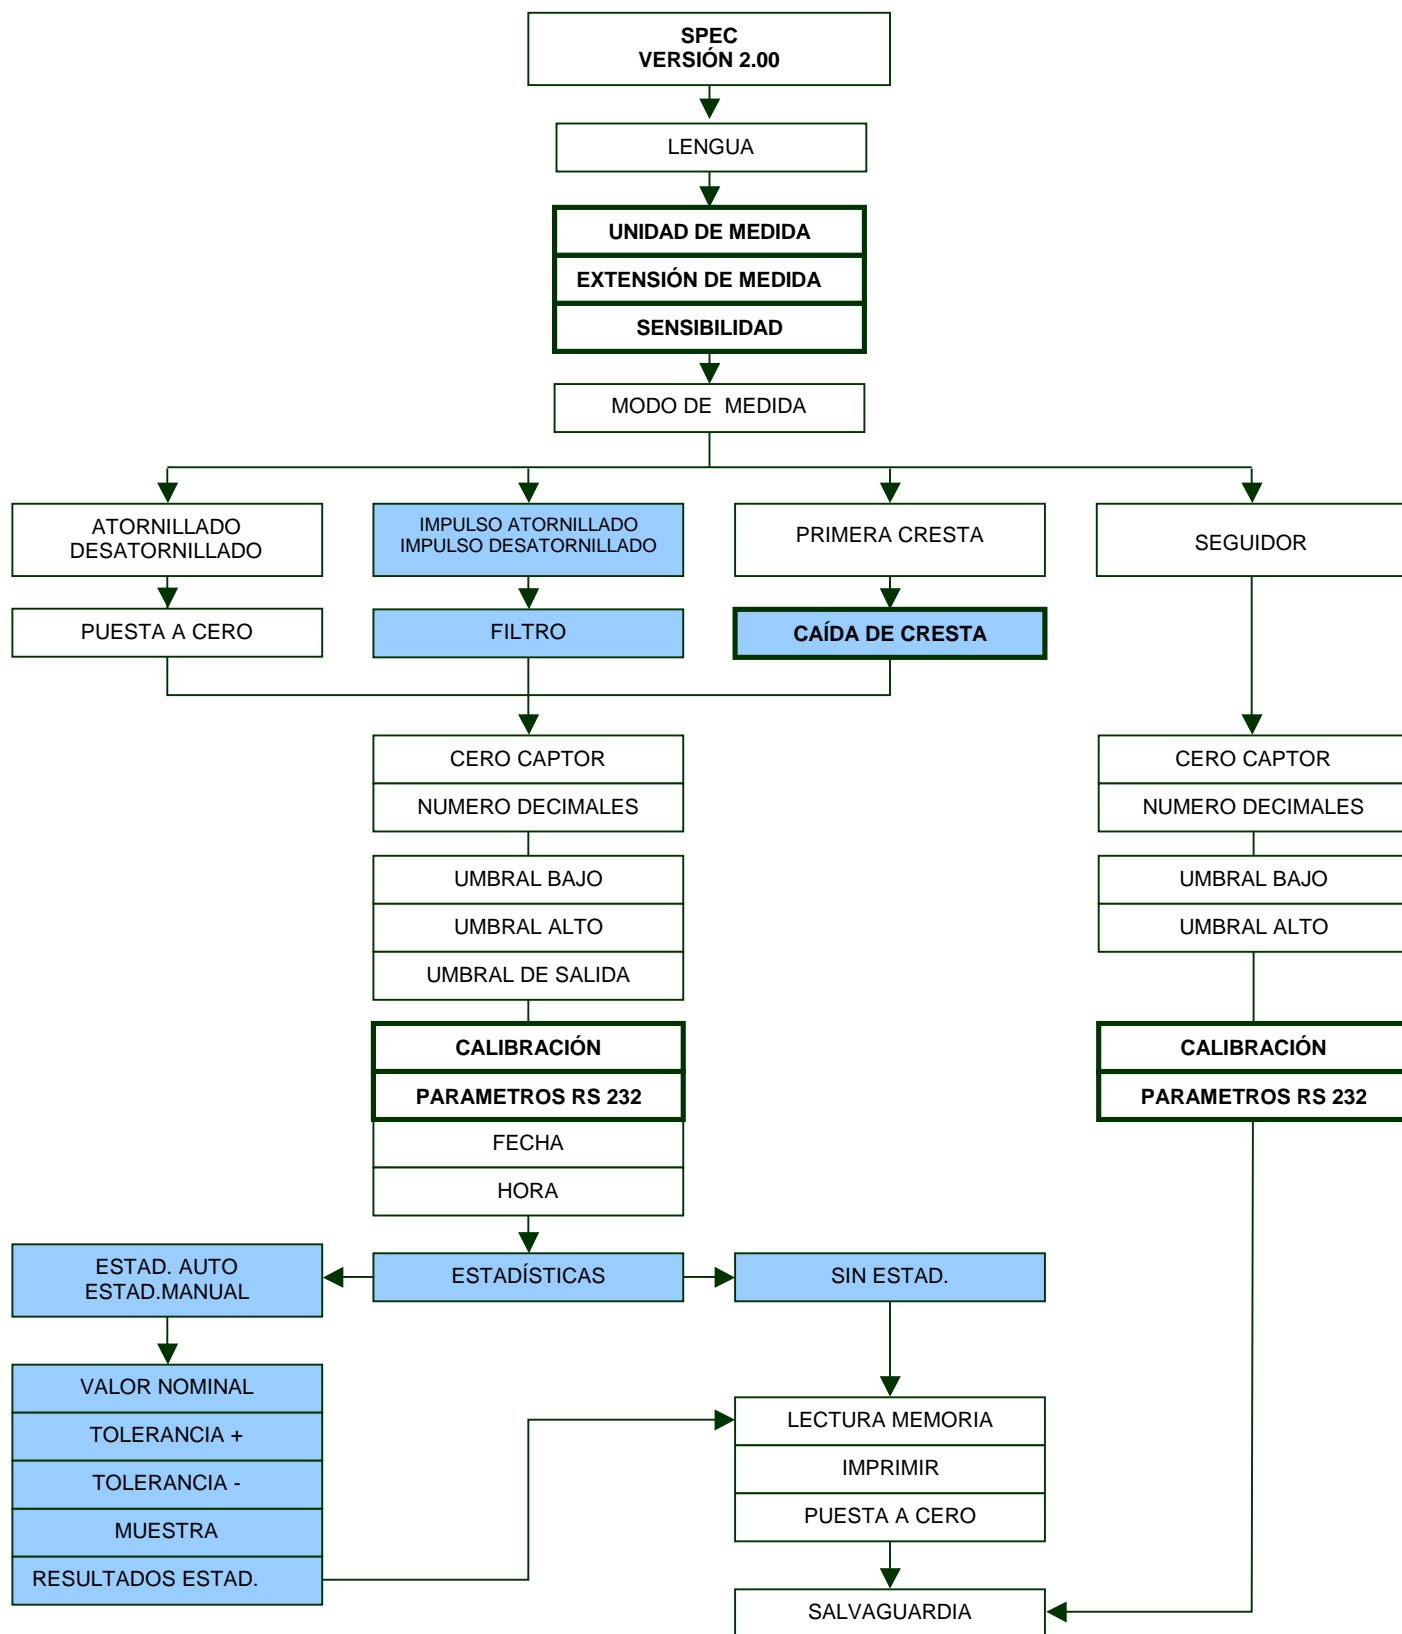 SPEC
VERSIÓN 2.00
LENGUA
UNIDAD DE MEDIDA
EXTENSIÓN DE MEDIDA
SENSIBILIDAD
MODO DE MEDIDA
ATORNILLADO
DESATORNILLADO
IMPULSO ATORNILLADO
IMPULSO DESATORNILLADO
PRIMERA CRESTA
SEGUIDOR
PUESTA A CERO
FILTRO
CAÍDA DE CRESTA
CERO CAPTOR
NUMERO DECIMALES
UMBRAL BAJO
UMBRAL ALTO
UMBRAL DE SALIDA
CALIBRACIÓN
PARAMETROS RS 232
FECHA
HORA
CERO CAPTOR
NUMERO DECIMALES
UMBRAL BAJO
UMBRAL ALTO
CALIBRACIÓN
PARAMETROS RS 232
ESTAD. AUTO
ESTAD.MANUAL
ESTADÍSTICAS
SIN ESTAD.
VALOR NOMINAL
TOLERANCIA +
TOLERANCIA -
MUESTRA
RESULTADOS ESTAD.
LECTURA MEMORIA
IMPRIMIR
PUESTA A CERO
SALVAGUARDIA